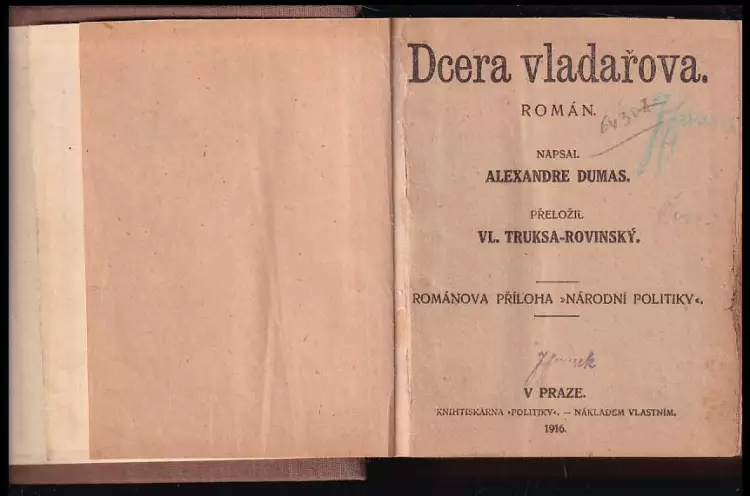 Dcera vladařova.
ROMÁN.
NAPSAL
ALEXANDRE DUMAS.
PŘELOŽIL
VL. TRUKSA-ROVINSKÝ.
ROMÁNOVA PŘÍLOHA »NÁRODNÍ POLITIKY«.
V PRAZE.
KNIHTISKÁRNA »POLITIKY«. — NÁKLADEM VLASTNÍM.
1916.